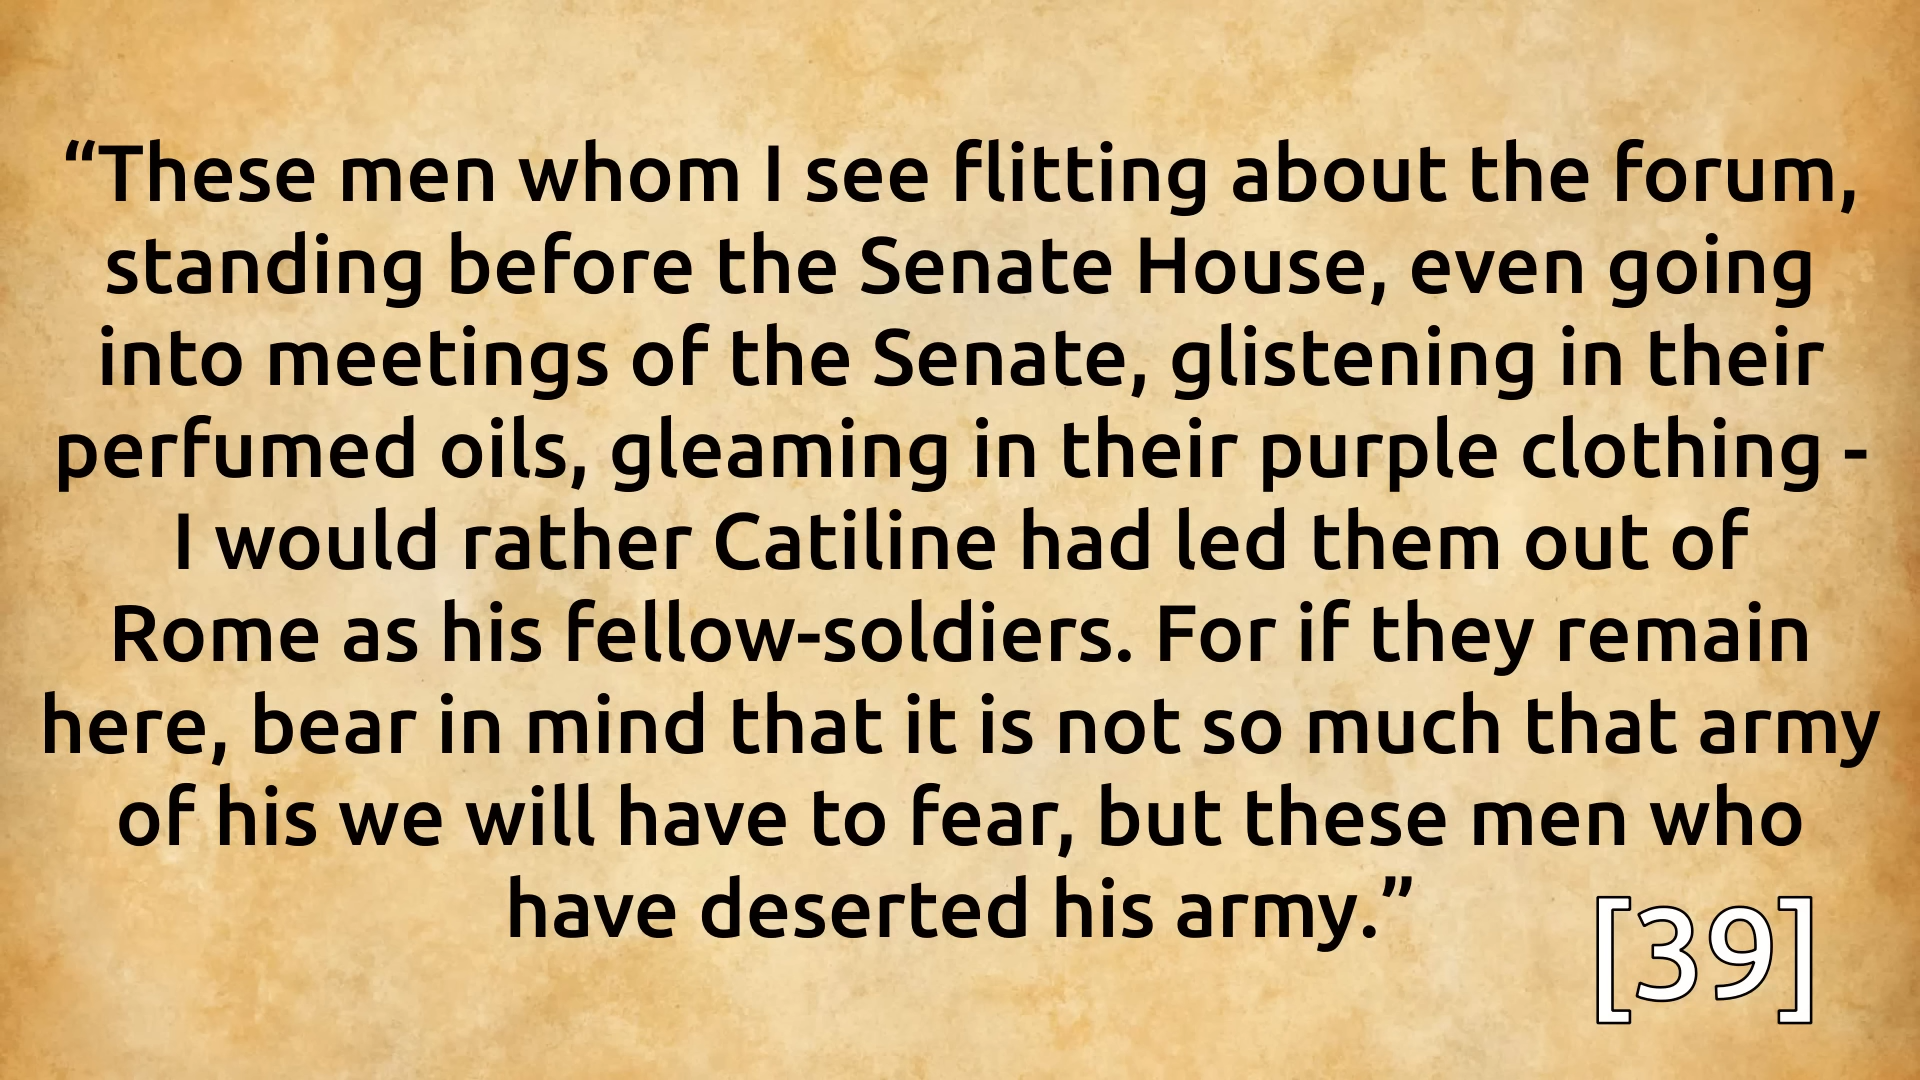 “These men whom I see flitting about the forum,
standing before the Senate House, even going
into meetings of the Senate, glistening in their
perfumed oils, gleaming in their purple clothing -
I would rather Catiline had led them out of
Rome as his fellow-soldiers. For if they remain
here, bear in mind that it is not so much that army
of his we will have to fear, but these men who
have deserted his army.”
[39]